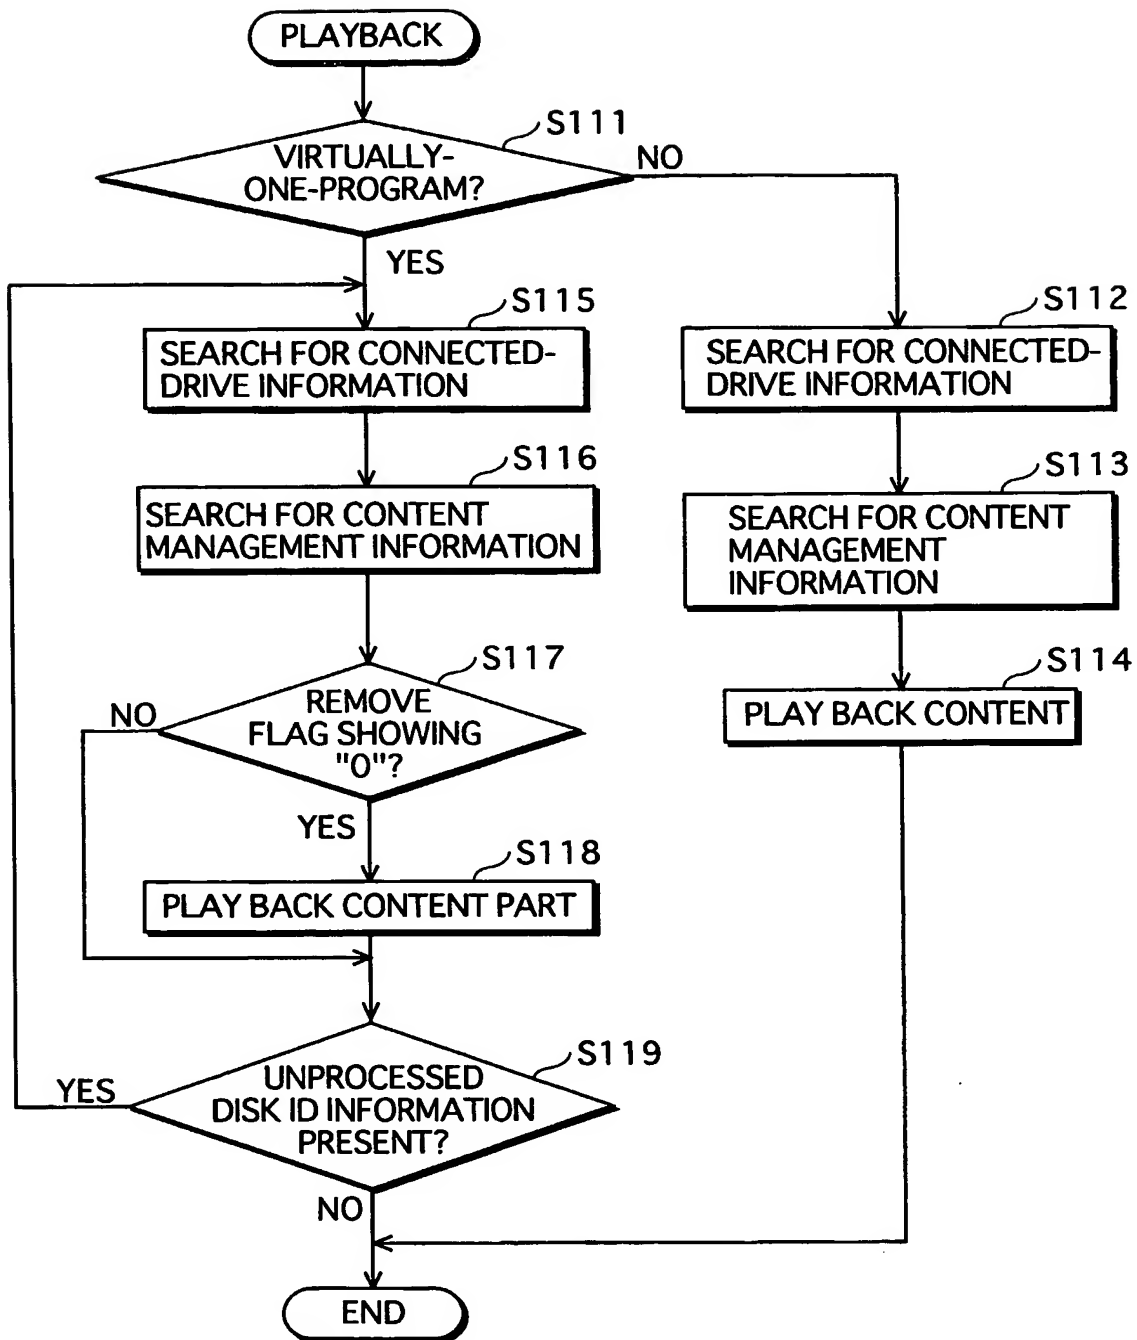 PLAYBACK
S111
VIRTUALLY-
ONE-PROGRAM?
NO
YES
S115
SEARCH FOR CONNECTED-
DRIVE INFORMATION
S112
SEARCH FOR CONNECTED-
DRIVE INFORMATION
S116
SEARCH FOR CONTENT
MANAGEMENT INFORMATION
S113
SEARCH FOR CONTENT
MANAGEMENT
INFORMATION
S117
REMOVE
FLAG SHOWING
"0"?
NO
YES
S114
PLAY BACK CONTENT
S118
PLAY BACK CONTENT PART
S119
UNPROCESSED
DISK ID INFORMATION
PRESENT?
YES
NO
END